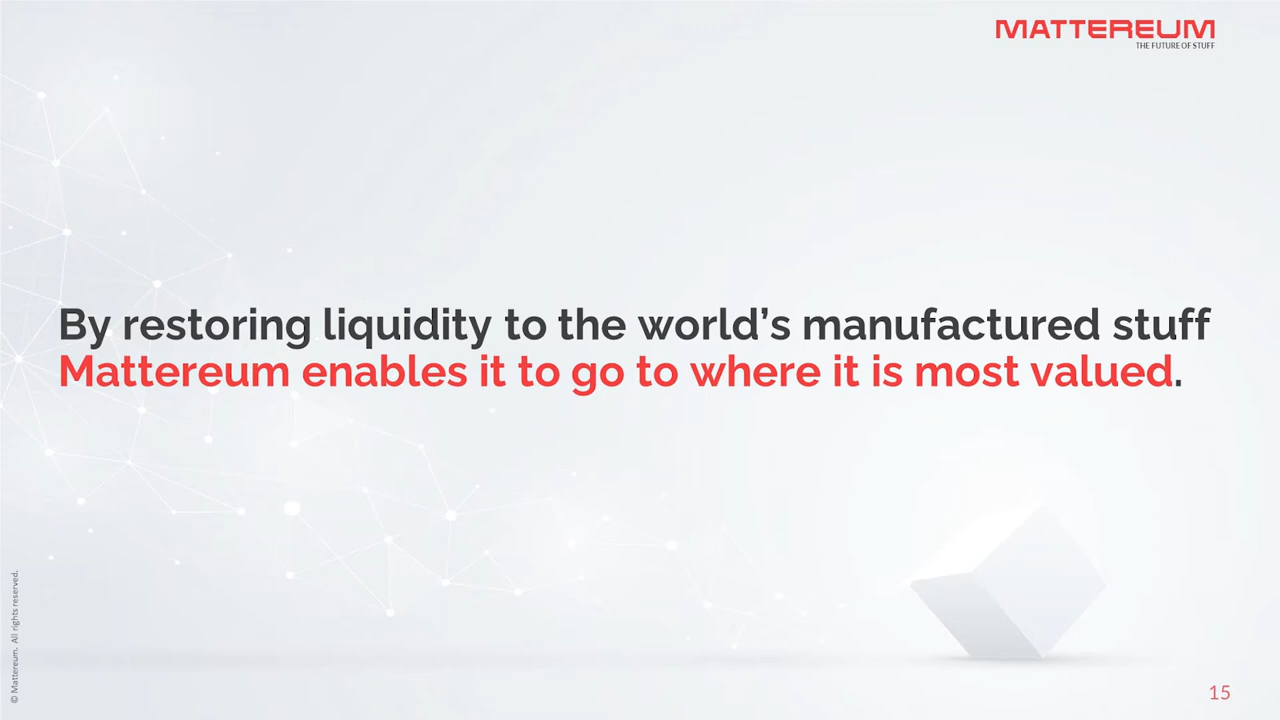 MATTEREUM
THE FUTURE OF STUFF
By restoring liquidity to the world’s manufactured stuff
Mattereum enables it to go to where it is most valued.
© Mattereum. All rights reserved.
15